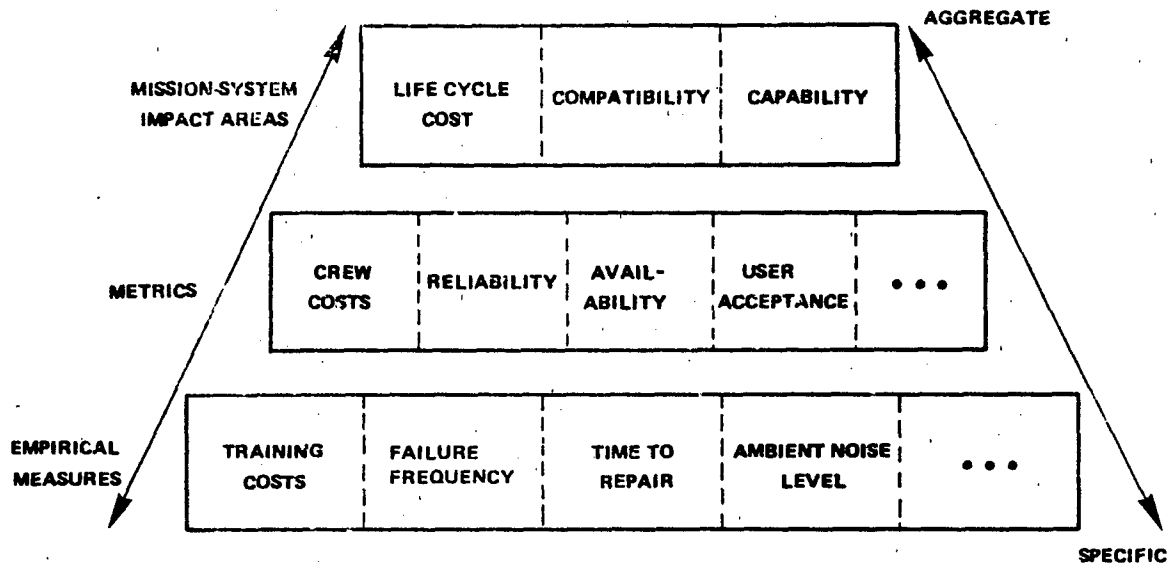 AGGREGATE
MISSION-SYSTEM
IMPACT AREAS
LIFE CYCLE
COST
COMPATIBILITY
CAPABILITY
METRICS
CREW
COSTS
RELIABILITY
AVAIL-
ABILITY
USER
ACCEPTANCE
• • •
EMPIRICAL
MEASURES
TRAINING
COSTS
FAILURE
FREQUENCY
TIME TO
REPAIR
AMBIENT NOISE
LEVEL
• • •
SPECIFIC